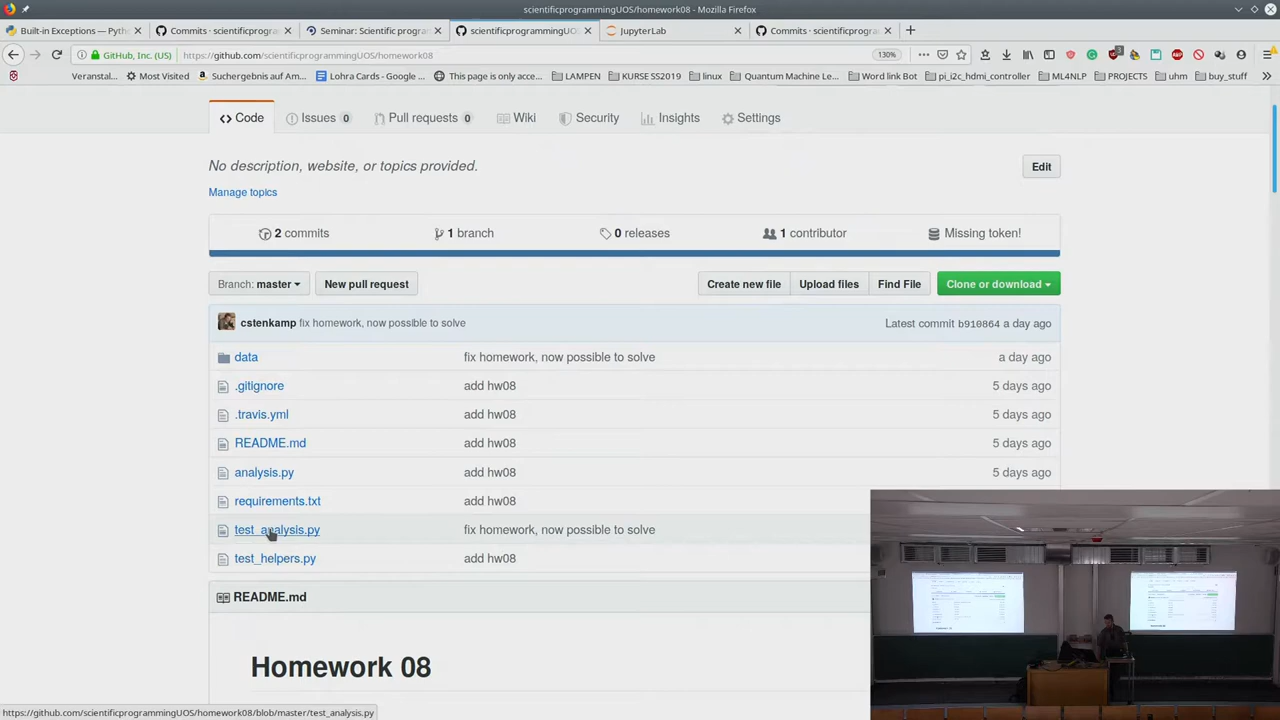 scientificprogrammingUOS/homework08 - Mozilla Firefox
Built-in Exceptions — Pyth
Commits · scientificprogra
Seminar: Scientific program
scientificprogrammingUOS
JupyterLab
Commits · scientificprogra
GitHub, Inc. (US)
https://github.com/scientificprogrammingUOS/homework08
130%
Veranstal...
Most Visited
Suchergebnis auf Am...
Lohra Cards - Google ...
This page is only acce...
LAMPEN
KURSE SS2019
linux
Quantum Machine Le...
Word link Bot
pi_i2c_hdmi_controller
ML4NLP
PROJECTS
uhm
buy_stuff
Code
Issues 0
Pull requests 0
Wiki
Security
Insights
Settings
No description, website, or topics provided.
Edit
Manage topics
2 commits
1 branch
0 releases
1 contributor
Missing token!
Branch: master
New pull request
Create new file
Upload files
Find File
Clone or download
cstenkamp fix homework, now possible to solve
Latest commit b910864 a day ago
data fix homework, now possible to solve a day ago
.gitignore add hw08 5 days ago
.travis.yml add hw08 5 days ago
README.md add hw08 5 days ago
analysis.py add hw08 5 days ago
requirements.txt add hw08
test_analysis.py fix homework, now possible to solve
test_helpers.py add hw08
README.md
Homework 08
https://github.com/scientificprogrammingUOS/homework08/blob/master/test_analysis.py